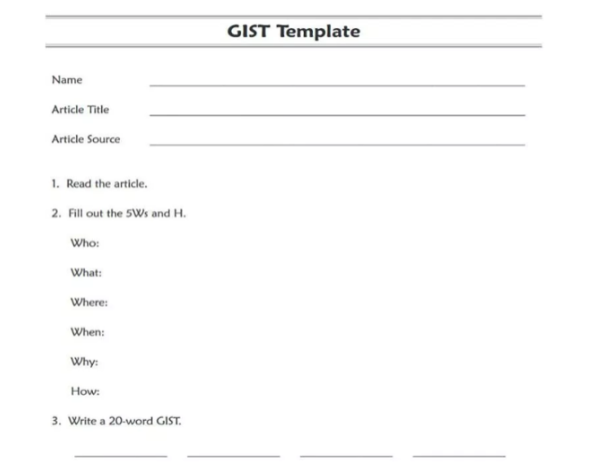 GIST Template
Name
Article Title
Article Source
1. Read the article.
2. Fill out the 5Ws and H.
Who:
What:
Where:
When:
Why:
How:
3. Write a 20-word GIST.